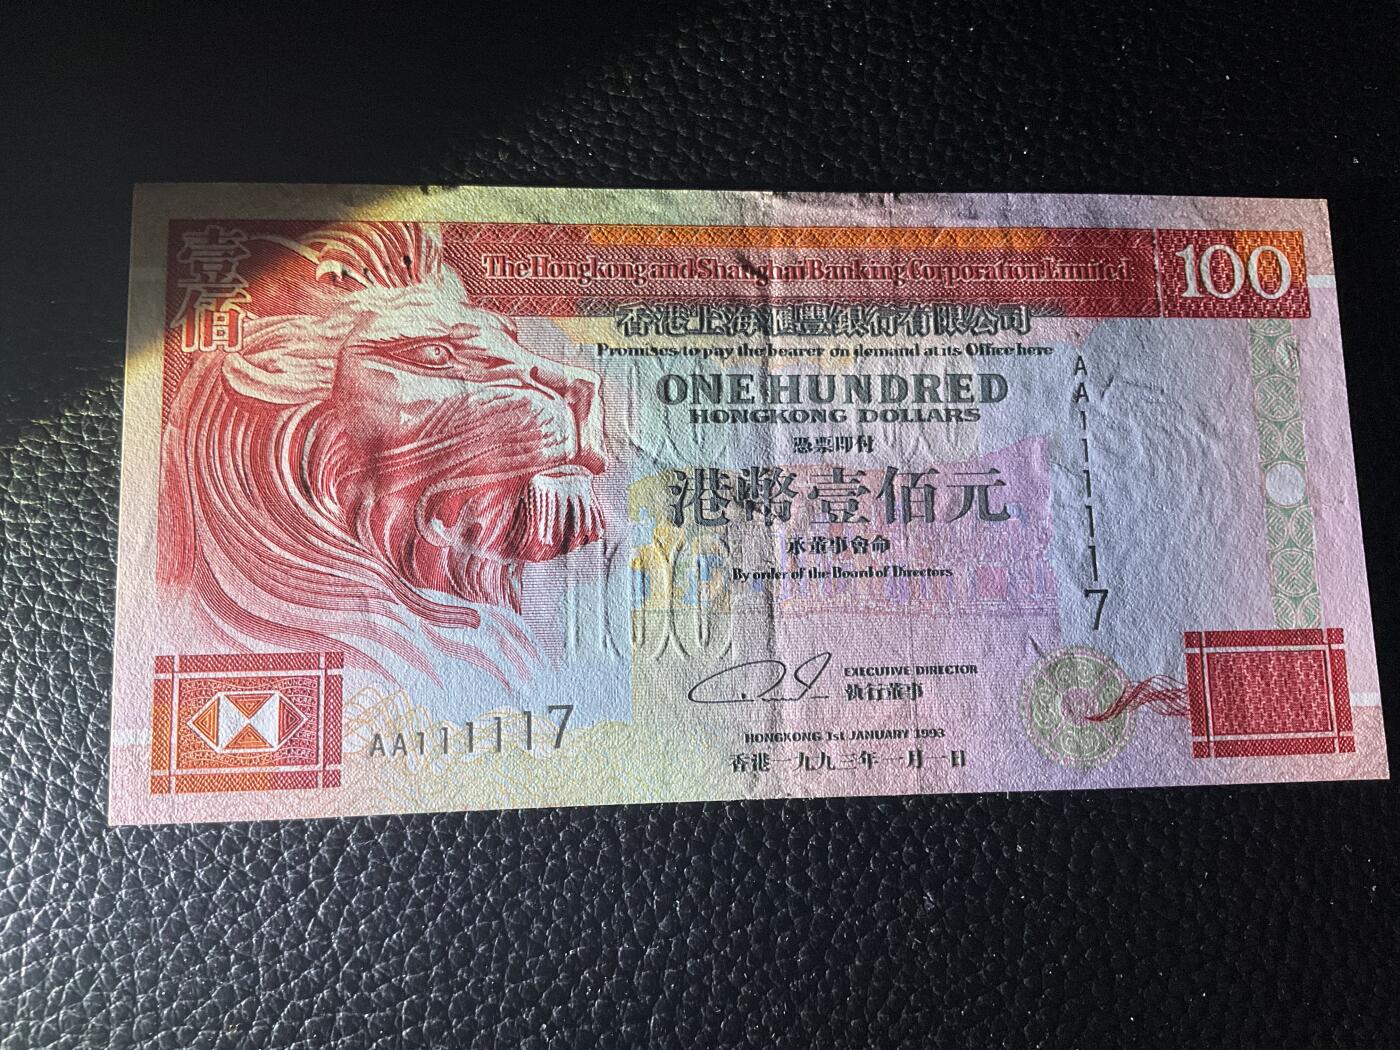 壹佰
The Hongkong and Shanghai Banking Corporation Limited
100
香港上海滙豐銀行有限公司
Promises to pay the bearer on demand at its Office here
ONE HUNDRED
HONGKONG DOLLARS
憑票即付
港幣壹佰元
承董事會命
By order of the Board of Directors
AA111117
100
EXECUTIVE DIRECTOR
執行董事
AA111117
HONGKONG 1st JANUARY 1993
香港一九九三年一月一日